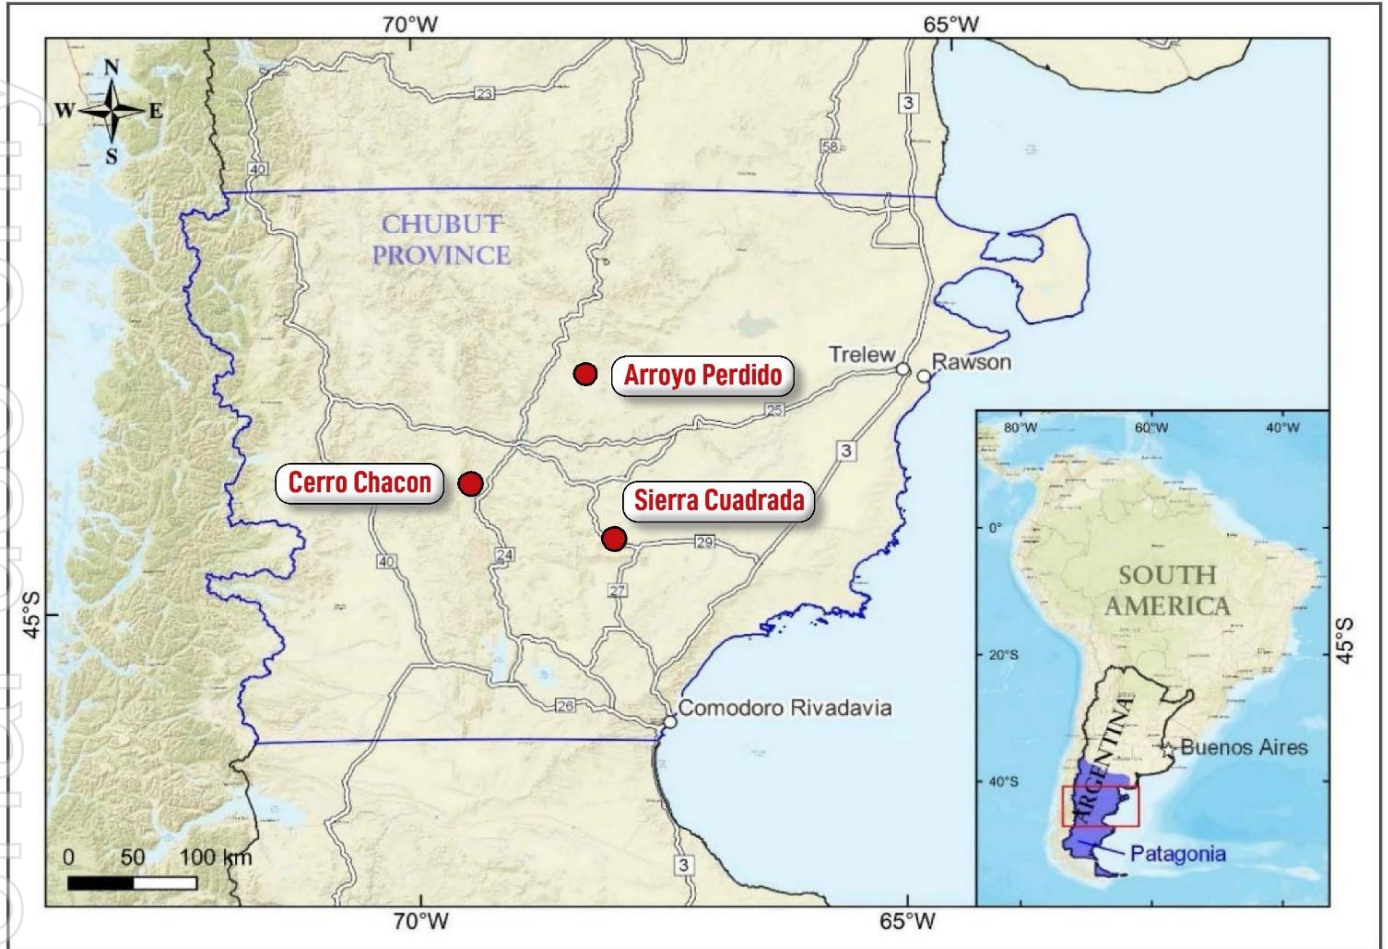 70°W
65°W
N
W
E
S
23
3
58
40
CHUBUT
PROVINCE
Trelew
Rawson
Arroyo Perdido
25
3
Cerro Chacon
Sierra Cuadrada
29
24
40
27
45°S
45°S
26
Comodoro Rivadavia
80°W
60°W
40°W
0°
SOUTH
AMERICA
20°S
ARGENTINA
Buenos Aires
40°S
Patagonia
0
50
100 km
3
70°W
65°W